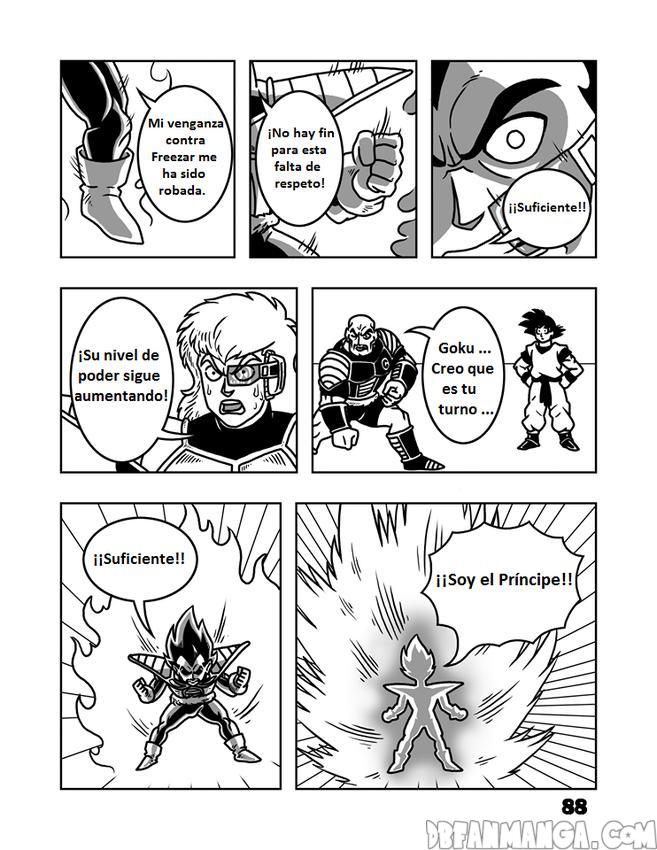 Mi venganza
contra
Freezar me
ha sido
robada.
¡No hay fin
para esta
falta de
respeto!
¡¡Suficiente!!
¡Su nivel de
poder sigue
aumentando!
Goku ...
Creo que
es tu
turno ...
¡¡Suficiente!!
¡¡Soy el Príncipe!!
88
DBFANMANGA.COM